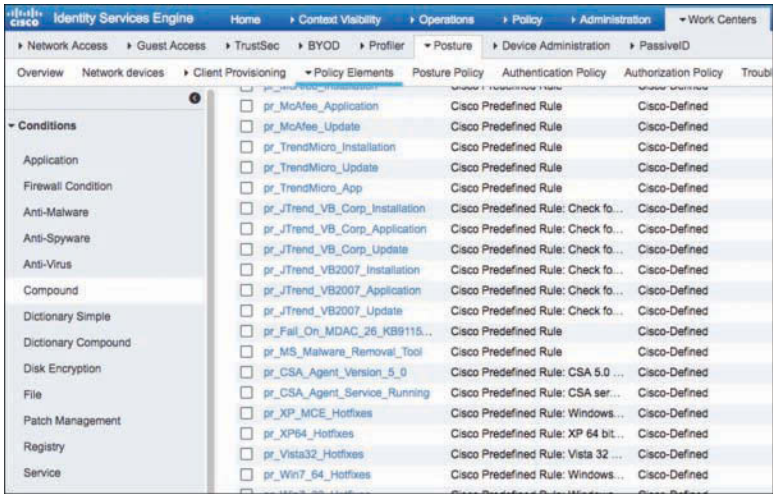 cisco Identity Services Engine Home Context Visibility Operations Policy Administration Work Centers
Network Access Guest Access TrustSec BYOD Profiler Posture Device Administration PassiveID
Overview Network devices Client Provisioning Policy Elements Posture Policy Authentication Policy Authorization Policy Troubl
Conditions
Application
Firewall Condition
Anti-Malware
Anti-Spyware
Anti-Virus
Compound
Dictionary Simple
Dictionary Compound
Disk Encryption
File
Patch Management
Registry
Service
pr_McAfee_Application Cisco Predefined Rule Cisco-Defined
pr_McAfee_Update Cisco Predefined Rule Cisco-Defined
pr_TrendMicro_Installation Cisco Predefined Rule Cisco-Defined
pr_TrendMicro_Update Cisco Predefined Rule Cisco-Defined
pr_TrendMicro_App Cisco Predefined Rule Cisco-Defined
pr_JTrend_VB_Corp_Installation Cisco Predefined Rule: Check fo... Cisco-Defined
pr_JTrend_VB_Corp_Application Cisco Predefined Rule: Check fo... Cisco-Defined
pr_JTrend_VB_Corp_Update Cisco Predefined Rule: Check fo... Cisco-Defined
pr_JTrend_VB2007_Installation Cisco Predefined Rule: Check fo... Cisco-Defined
pr_JTrend_VB2007_Application Cisco Predefined Rule: Check fo... Cisco-Defined
pr_JTrend_VB2007_Update Cisco Predefined Rule: Check fo... Cisco-Defined
pr_Fail_On_MDAC_26_KB9115... Cisco Predefined Rule Cisco-Defined
pr_MS_Malware_Removal_Tool Cisco Predefined Rule Cisco-Defined
pr_CSA_Agent_Version_5_0 Cisco Predefined Rule: CSA 5.0 ... Cisco-Defined
pr_CSA_Agent_Service_Running Cisco Predefined Rule: CSA ser... Cisco-Defined
pr_XP_MCE_Hotfixes Cisco Predefined Rule: Windows... Cisco-Defined
pr_XP64_Hotfixes Cisco Predefined Rule: XP 64 bit... Cisco-Defined
pr_Vista32_Hotfixes Cisco Predefined Rule: Vista 32 ... Cisco-Defined
pr_Win7_64_Hotfixes Cisco Predefined Rule: Windows... Cisco-Defined